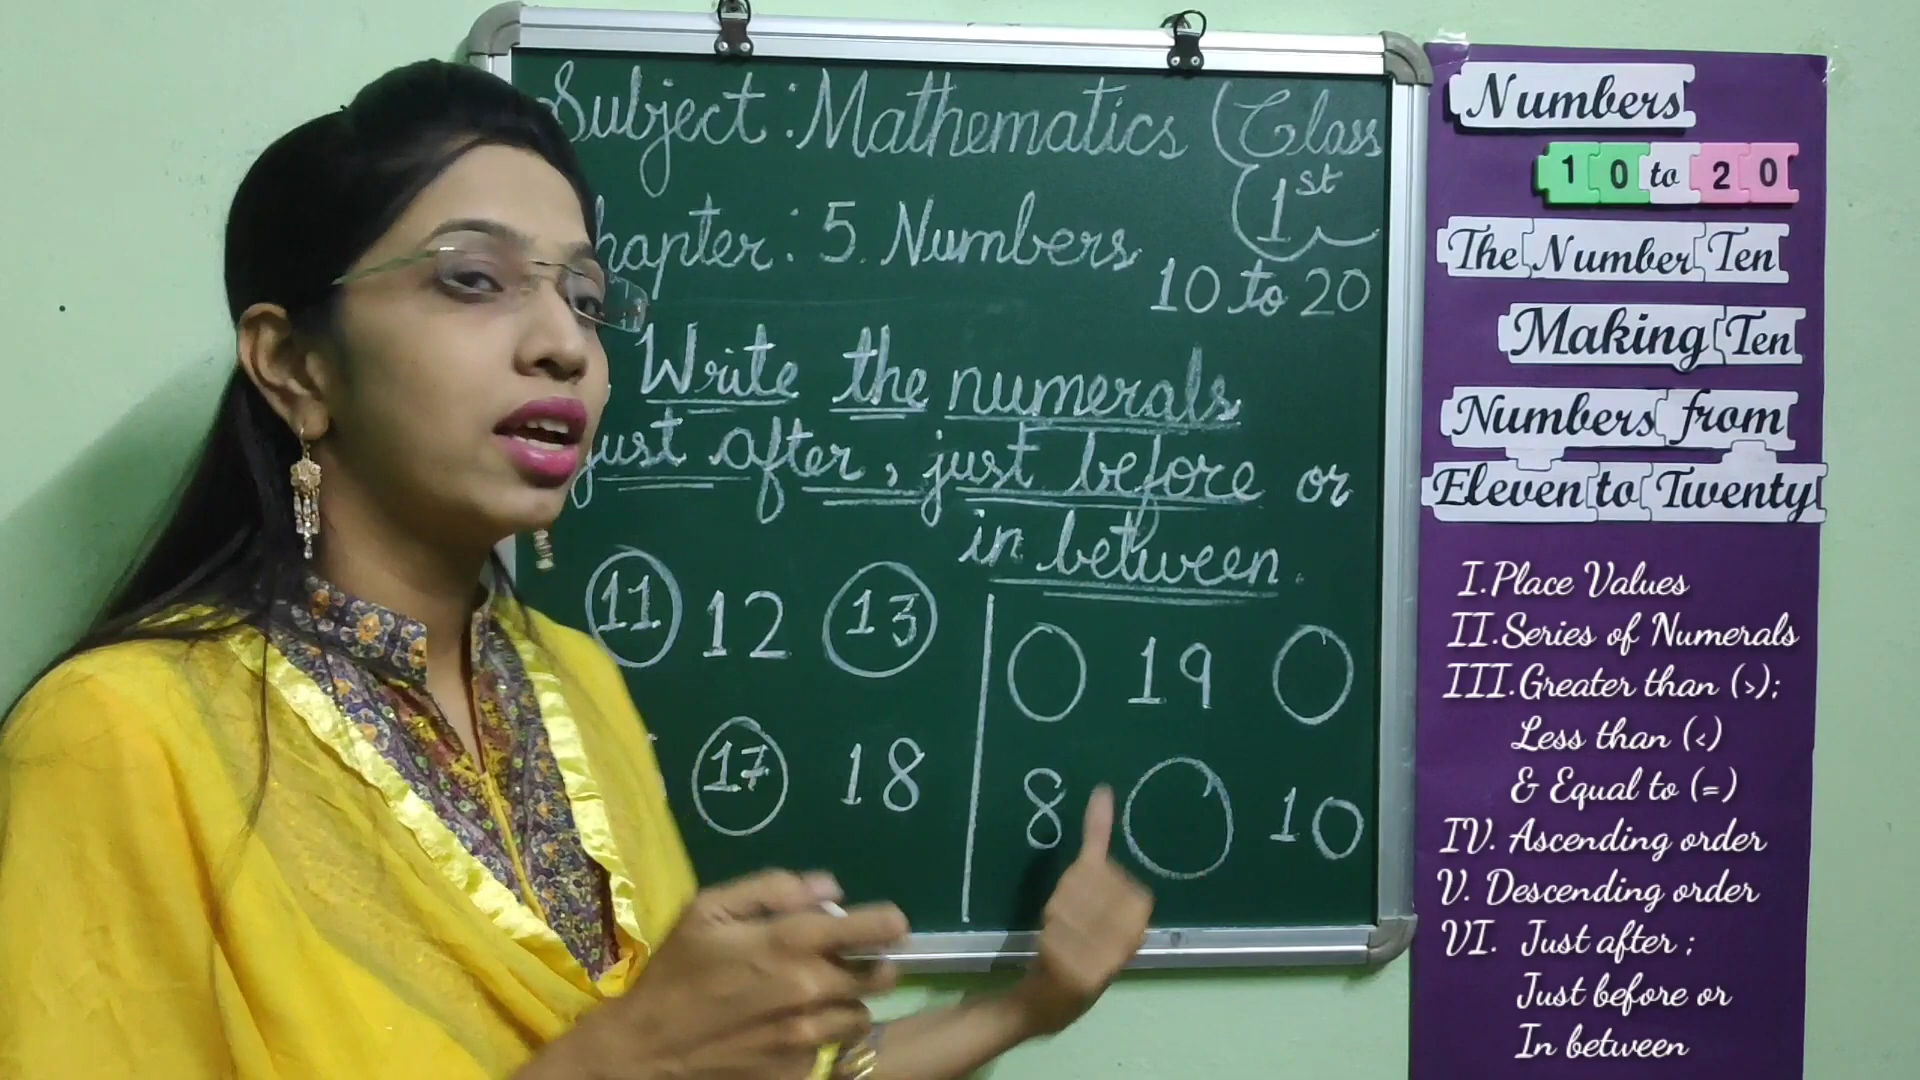 Subject : Mathematics (Class
1st
hapter : 5. Numbers
10 to 20
Write the numerals
just after, just before or
in between.
11 12 13
17 18
19
8 10
Numbers
10 to 20
The Number Ten
Making Ten
Numbers from
Eleven to Twenty
I.Place Values
II.Series of Numerals
III.Greater than (>);
Less than (<)
& Equal to (=)
IV. Ascending order
V. Descending order
VI. Just after ;
Just before or
In between